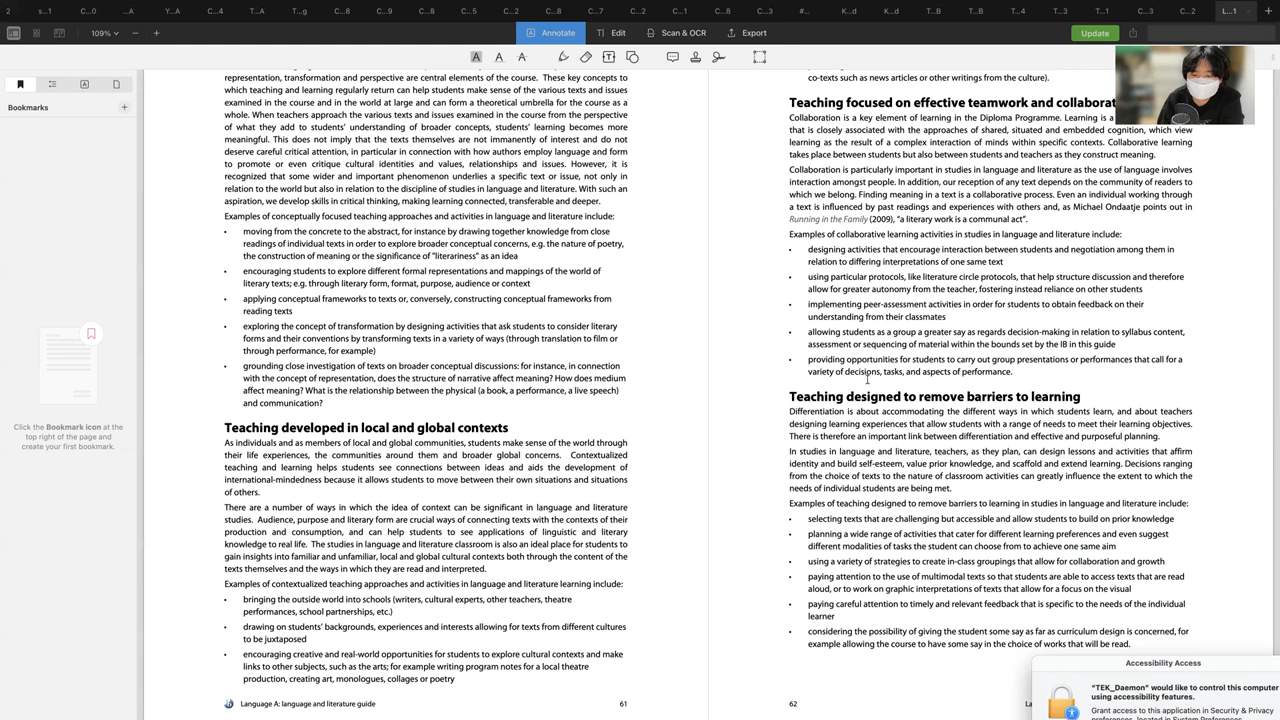 2 s...1 C...1 ...A Y...A C...4 T...g S...3 C...4 C...2 C...1 C...8 C...3 #... K...w D...4 T...B T...4 T...3 C...1 C...3 C...2 L...1
109% − + Annotate Edit Scan & OCR Export Update
Bookmarks +
Click the Bookmark icon at the
top right of the page and
create your first bookmark.
representation, transformation and perspective are central elements of the course. These key concepts to
which teaching and learning regularly return can help students make sense of the various texts and issues
examined in the course and in the world at large and can form a theoretical umbrella for the course as a
whole. When teachers approach the various texts and issues examined in the course from the perspective
of what they add to students' understanding of broader concepts, students' learning becomes more
meaningful. This does not imply that the texts themselves are not immanently of interest and do not
deserve careful critical attention, in particular in connection with how authors employ language and form
to promote or even critique cultural identities and values, relationships and issues. However, it is
recognized that some wider and important phenomenon underlies a specific text or issue, not only in
relation to the world but also in relation to the discipline of studies in language and literature. With such an
aspiration, we develop skills in critical thinking, making learning connected, transferable and deeper.
Examples of conceptually focused teaching approaches and activities in language and literature include:
• moving from the concrete to the abstract, for instance by drawing together knowledge from close
readings of individual texts in order to explore broader conceptual concerns, e.g. the nature of poetry,
the construction of meaning or the significance of "literariness" as an idea
• encouraging students to explore different formal representations and mappings of the world of
literary texts; e.g. through literary form, format, purpose, audience or context
• applying conceptual frameworks to texts or, conversely, constructing conceptual frameworks from
reading texts
• exploring the concept of transformation by designing activities that ask students to consider literary
forms and their conventions by transforming texts in a variety of ways (through translation to film or
through performance, for example)
• grounding close investigation of texts on broader conceptual discussions: for instance, in connection
with the concept of representation, does the structure of narrative affect meaning? How does medium
affect meaning? What is the relationship between the physical (a book, a performance, a live speech)
and communication?
Teaching developed in local and global contexts
As individuals and as members of local and global communities, students make sense of the world through
their life experiences, the communities around them and broader global concerns. Contextualized
teaching and learning helps students see connections between ideas and aids the development of
international-mindedness because it allows students to move between their own situations and situations
of others.
There are a number of ways in which the idea of context can be significant in language and literature
studies. Audience, purpose and literary form are crucial ways of connecting texts with the contexts of their
production and consumption, and can help students to see applications of linguistic and literary
knowledge to real life. The studies in language and literature classroom is also an ideal place for students to
gain insights into familiar and unfamiliar, local and global cultural contexts both through the content of the
texts themselves and the ways in which they are read and interpreted.
Examples of contextualized teaching approaches and activities in language and literature learning include:
• bringing the outside world into schools (writers, cultural experts, other teachers, theatre
performances, school partnerships, etc.)
• drawing on students' backgrounds, experiences and interests allowing for texts from different cultures
to be juxtaposed
• encouraging creative and real-world opportunities for students to explore cultural contexts and make
links to other subjects, such as the arts; for example writing program notes for a local theatre
production, creating art, monologues, collages or poetry
Language A: language and literature guide 61
co-texts such as news articles or other writings from the culture).
Teaching focused on effective teamwork and collaborat
Collaboration is a key element of learning in the Diploma Programme. Learning is a
that is closely associated with the approaches of shared, situated and embedded cognition, which view
learning as the result of a complex interaction of minds within specific contexts. Collaborative learning
takes place between students but also between students and teachers as they construct meaning.
Collaboration is particularly important in studies in language and literature as the use of language involves
interaction amongst people. In addition, our reception of any text depends on the community of readers to
which we belong. Finding meaning in a text is a collaborative process. Even an individual working through
a text is influenced by past readings and experiences with others and, as Michael Ondaatje points out in
Running in the Family (2009), "a literary work is a communal act".
Examples of collaborative learning activities in studies in language and literature include:
• designing activities that encourage interaction between students and negotiation among them in
relation to differing interpretations of one same text
• using particular protocols, like literature circle protocols, that help structure discussion and therefore
allow for greater autonomy from the teacher, fostering instead reliance on other students
• implementing peer-assessment activities in order for students to obtain feedback on their
understanding from their classmates
• allowing students as a group a greater say as regards decision-making in relation to syllabus content,
assessment or sequencing of material within the bounds set by the IB in this guide
• providing opportunities for students to carry out group presentations or performances that call for a
variety of decisions, tasks, and aspects of performance.
Teaching designed to remove barriers to learning
Differentiation is about accommodating the different ways in which students learn, and about teachers
designing learning experiences that allow students with a range of needs to meet their learning objectives.
There is therefore an important link between differentiation and effective and purposeful planning.
In studies in language and literature, teachers, as they plan, can design lessons and activities that affirm
identity and build self-esteem, value prior knowledge, and scaffold and extend learning. Decisions ranging
from the choice of texts to the nature of classroom activities can greatly influence the extent to which the
needs of individual students are being met.
Examples of teaching designed to remove barriers to learning in studies in language and literature include:
• selecting texts that are challenging but accessible and allow students to build on prior knowledge
• planning a wide range of activities that cater for different learning preferences and even suggest
different modalities of tasks the student can choose from to achieve one same aim
• using a variety of strategies to create in-class groupings that allow for collaboration and growth
• paying attention to the use of multimodal texts so that students are able to access texts that are read
aloud, or to work on graphic interpretations of texts that allow for a focus on the visual
• paying careful attention to timely and relevant feedback that is specific to the needs of the individual
learner
• considering the possibility of giving the student some say as far as curriculum design is concerned, for
example allowing the course to have some say in the choice of works that will be read.
62 La
Accessibility Access
"TEK_Daemon" would like to control this computer
using accessibility features.
Grant access to this application in Security & Privacy
preferences, located in System Preferences.